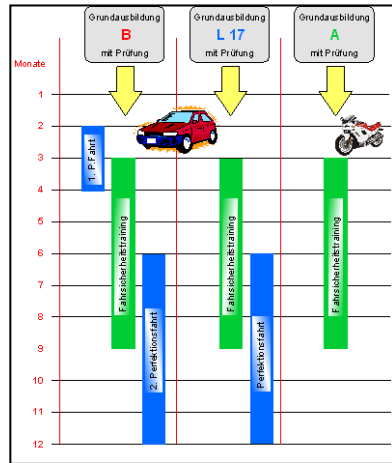 Grundausbildung
B
mit Prüfung
Grundausbildung
L 17
mit Prüfung
Grundausbildung
A
mit Prüfung
Monate
1
2
3
4
5
6
7
8
9
10
11
12
1. P.Fahrt
Fahrsicherheitstraining
2. Perfektionsfahrt
Fahrsicherheitstraining
Perfektionsfahrt
Fahrsicherheitstraining